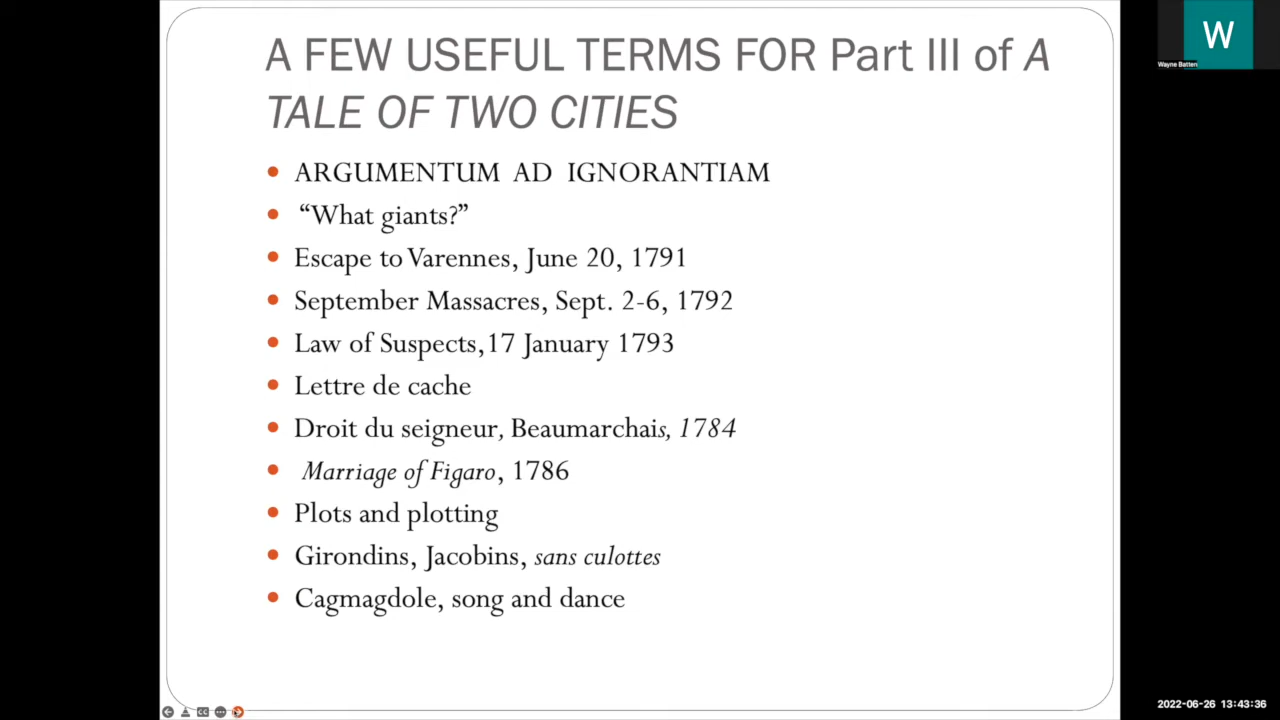 A FEW USEFUL TERMS FOR Part III of A
TALE OF TWO CITIES
ARGUMENTUM AD IGNORANTIAM
“What giants?”
Escape to Varennes, June 20, 1791
September Massacres, Sept. 2-6, 1792
Law of Suspects,17 January 1793
Lettre de cache
Droit du seigneur, Beaumarchais, 1784
Marriage of Figaro, 1786
Plots and plotting
Girondins, Jacobins, sans culottes
Cagmagdole, song and dance
W
Wayne Batten
CC
2022-06-26 13:43:36